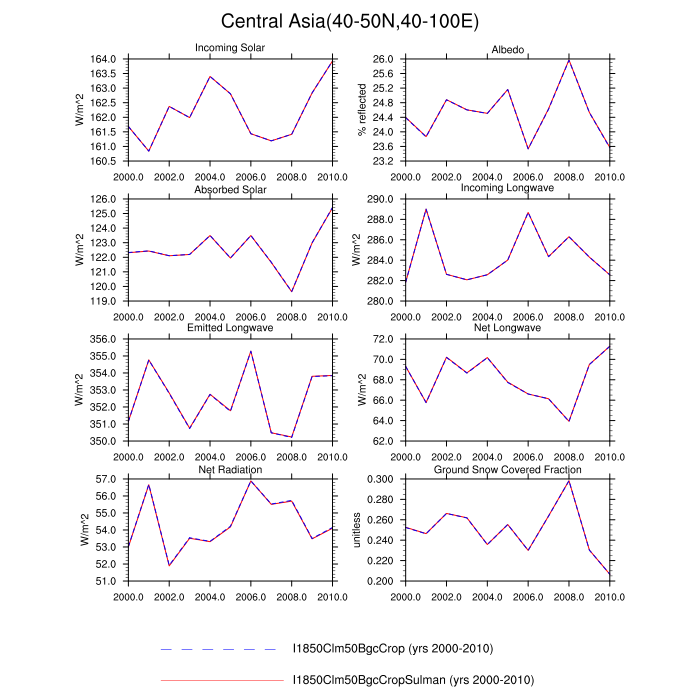 Central Asia(40-50N,40-100E)
Incoming Solar
W/m^2
164.0
163.5
163.0
162.5
162.0
161.5
161.0
160.5
2000.0 2002.0 2004.0 2006.0 2008.0 2010.0
Albedo
% reflected
26.0
25.6
25.2
24.8
24.4
24.0
23.6
23.2
2000.0 2002.0 2004.0 2006.0 2008.0 2010.0
Absorbed Solar
W/m^2
126.0
125.0
124.0
123.0
122.0
121.0
120.0
119.0
2000.0 2002.0 2004.0 2006.0 2008.0 2010.0
Incoming Longwave
W/m^2
290.0
288.0
286.0
284.0
282.0
280.0
2000.0 2002.0 2004.0 2006.0 2008.0 2010.0
Emitted Longwave
W/m^2
356.0
355.0
354.0
353.0
352.0
351.0
350.0
2000.0 2002.0 2004.0 2006.0 2008.0 2010.0
Net Longwave
W/m^2
72.0
70.0
68.0
66.0
64.0
62.0
2000.0 2002.0 2004.0 2006.0 2008.0 2010.0
Net Radiation
W/m^2
57.0
56.0
55.0
54.0
53.0
52.0
51.0
2000.0 2002.0 2004.0 2006.0 2008.0 2010.0
Ground Snow Covered Fraction
unitless
0.300
0.280
0.260
0.240
0.220
0.200
2000.0 2002.0 2004.0 2006.0 2008.0 2010.0
I1850Clm50BgcCrop (yrs 2000-2010)
I1850Clm50BgcCropSulman (yrs 2000-2010)